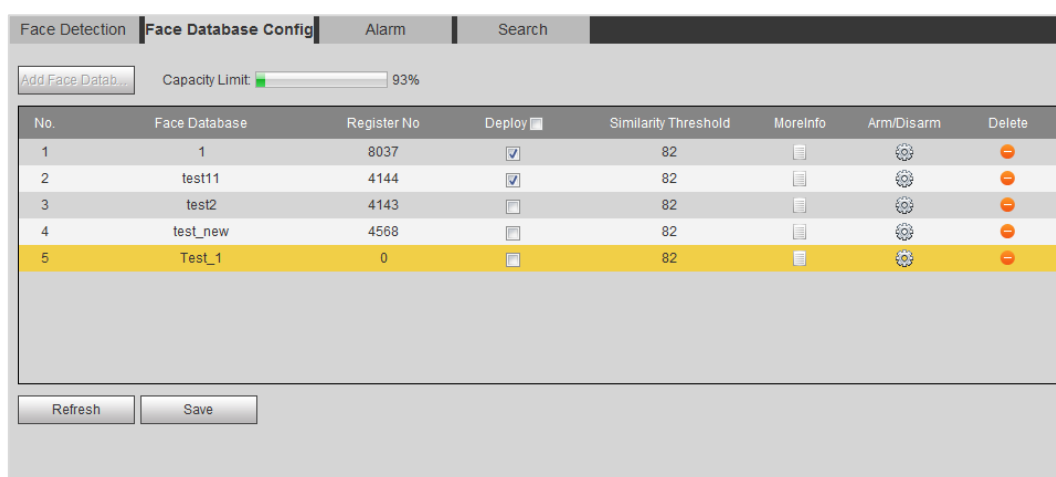 Face Detection Face Database Config Alarm Search
Add Face Datab... Capacity Limit: 93%
No. Face Database Register No Deploy Similarity Threshold MoreInfo Arm/Disarm Delete
1 1 8037 82
2 test11 4144 82
3 test2 4143 82
4 test_new 4568 82
5 Test_1 0 82
Refresh Save